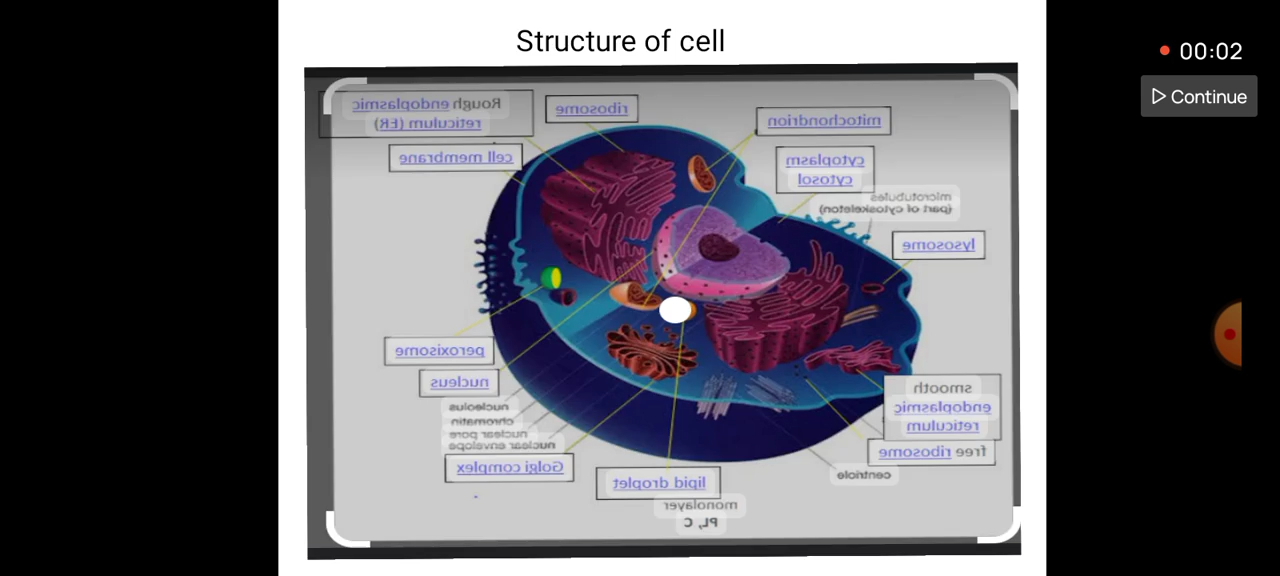 Structure of cell
00:02
Continue
Rough endoplasmic
reticulum (ER)
ribosome
mitochondrion
cell membrane
cytoplasm
cytosol
microtubules
(part of cytoskeleton)
lysosome
peroxisome
nucleus
nucleolus
chromatin
nuclear pore
nuclear envelope
Golgi complex
lipid droplet
monolayer
PL, C
smooth
endoplasmic
reticulum
free ribosome
centriole